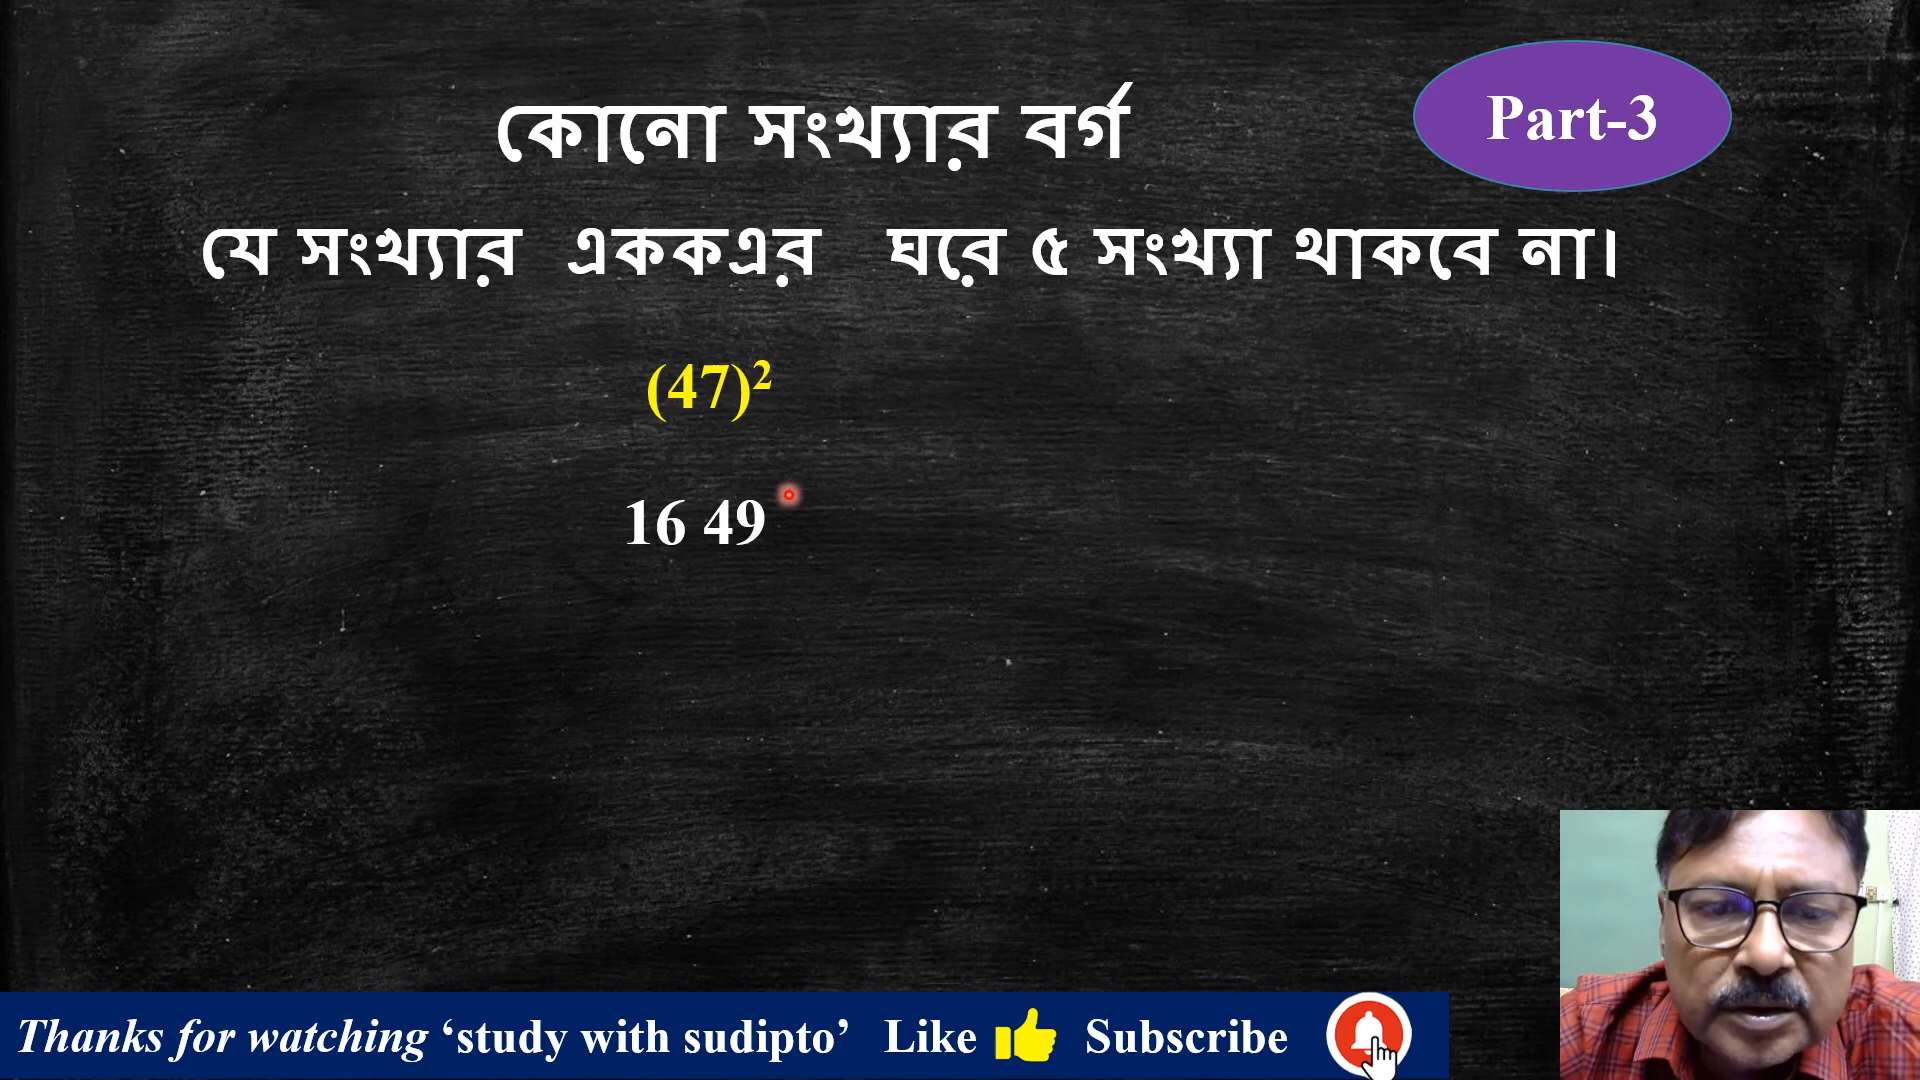 কোনো সংখ্যার বর্গ
Part-3
যে সংখ্যার এককএর ঘরে ৫ সংখ্যা থাকবে না।
(47)²
16 49
Thanks for watching ‘study with sudipto’ Like Subscribe